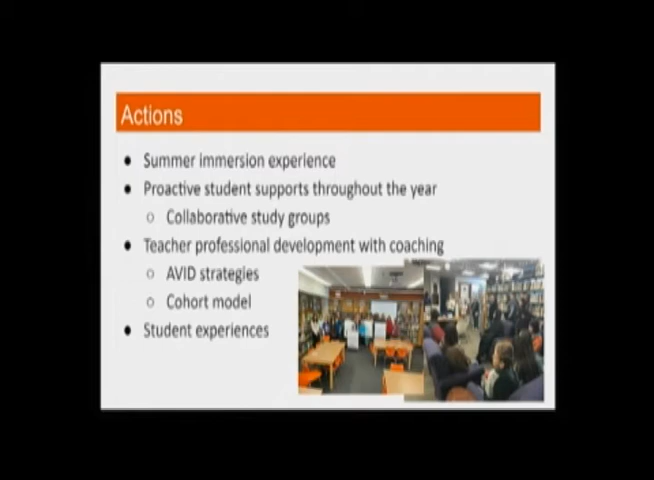 Actions
Summer immersion experience
Proactive student supports throughout the year
Collaborative study groups
Teacher professional development with coaching
AVID strategies
Cohort model
Student experiences